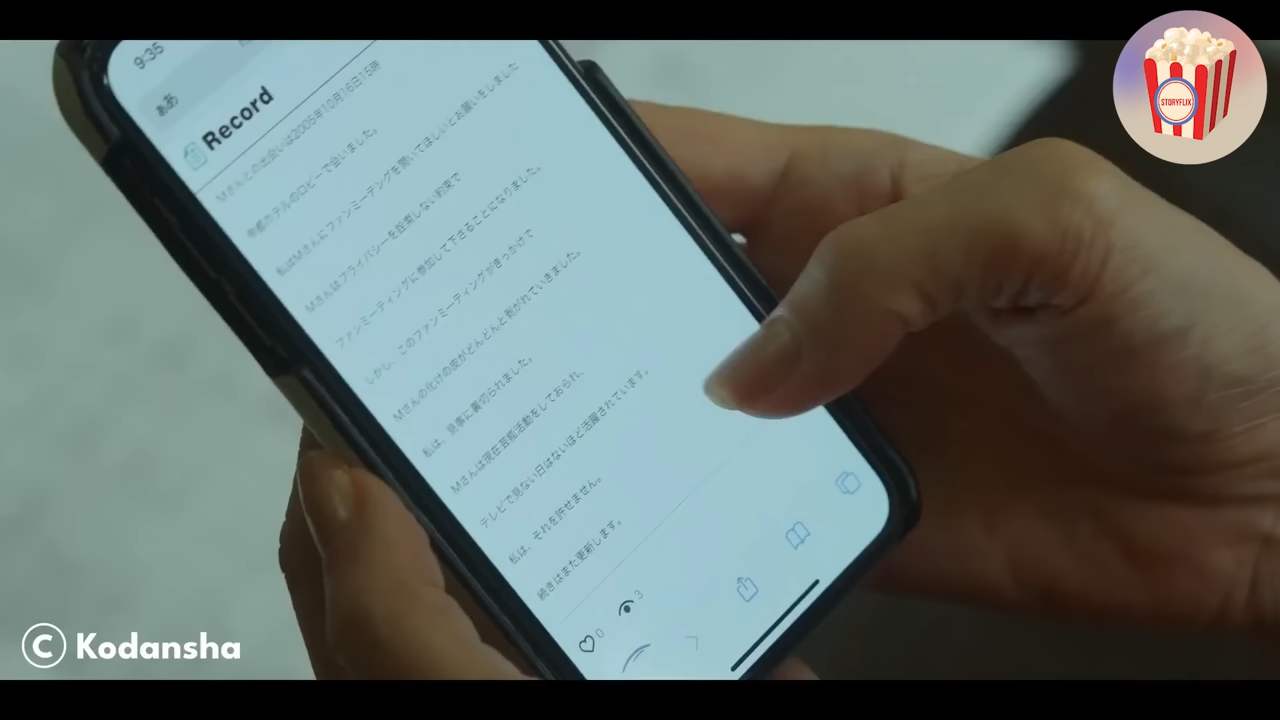 9:35
ああ
Record
Mさんとの出会いは2005年10月16日15時
帝都ホテルのロビーで会いました。
私はMさんにファンミーテングを開いてほしいとお願いをしました
Mさんはプライバシーを詮索しない約束で
ファンミーティングに参加して下さることになりました。
しかし、このファンミーティングがきっかけで
Mさんの化けの皮がどんどんと剥がれていきました。
私は、見事に裏切られました。
Mさんは現在芸能活動をしておられ、
テレビで見ない日はないほど活躍されています。
私は、それを許せません。
続きはまた更新します。
3
0
STORYFLIX
© Kodansha